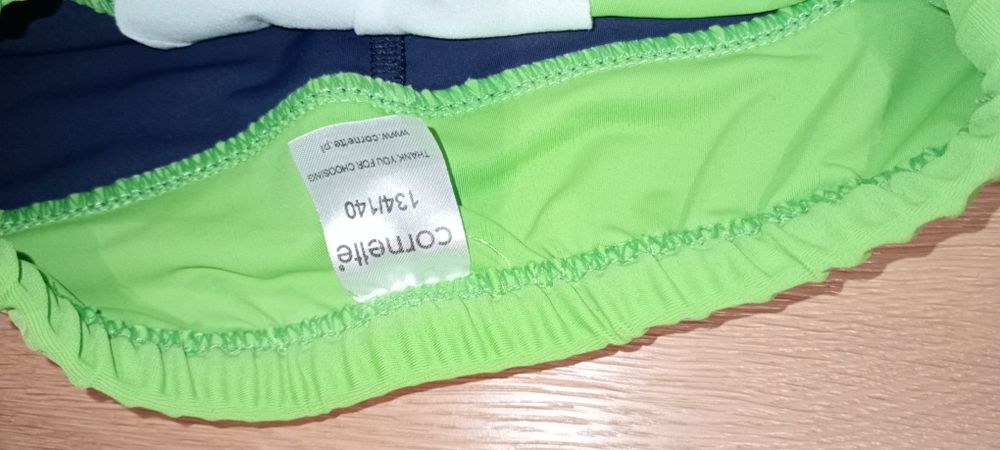 cornette
134/140
THANK YOU FOR CHOOSING
www.cornette.pl